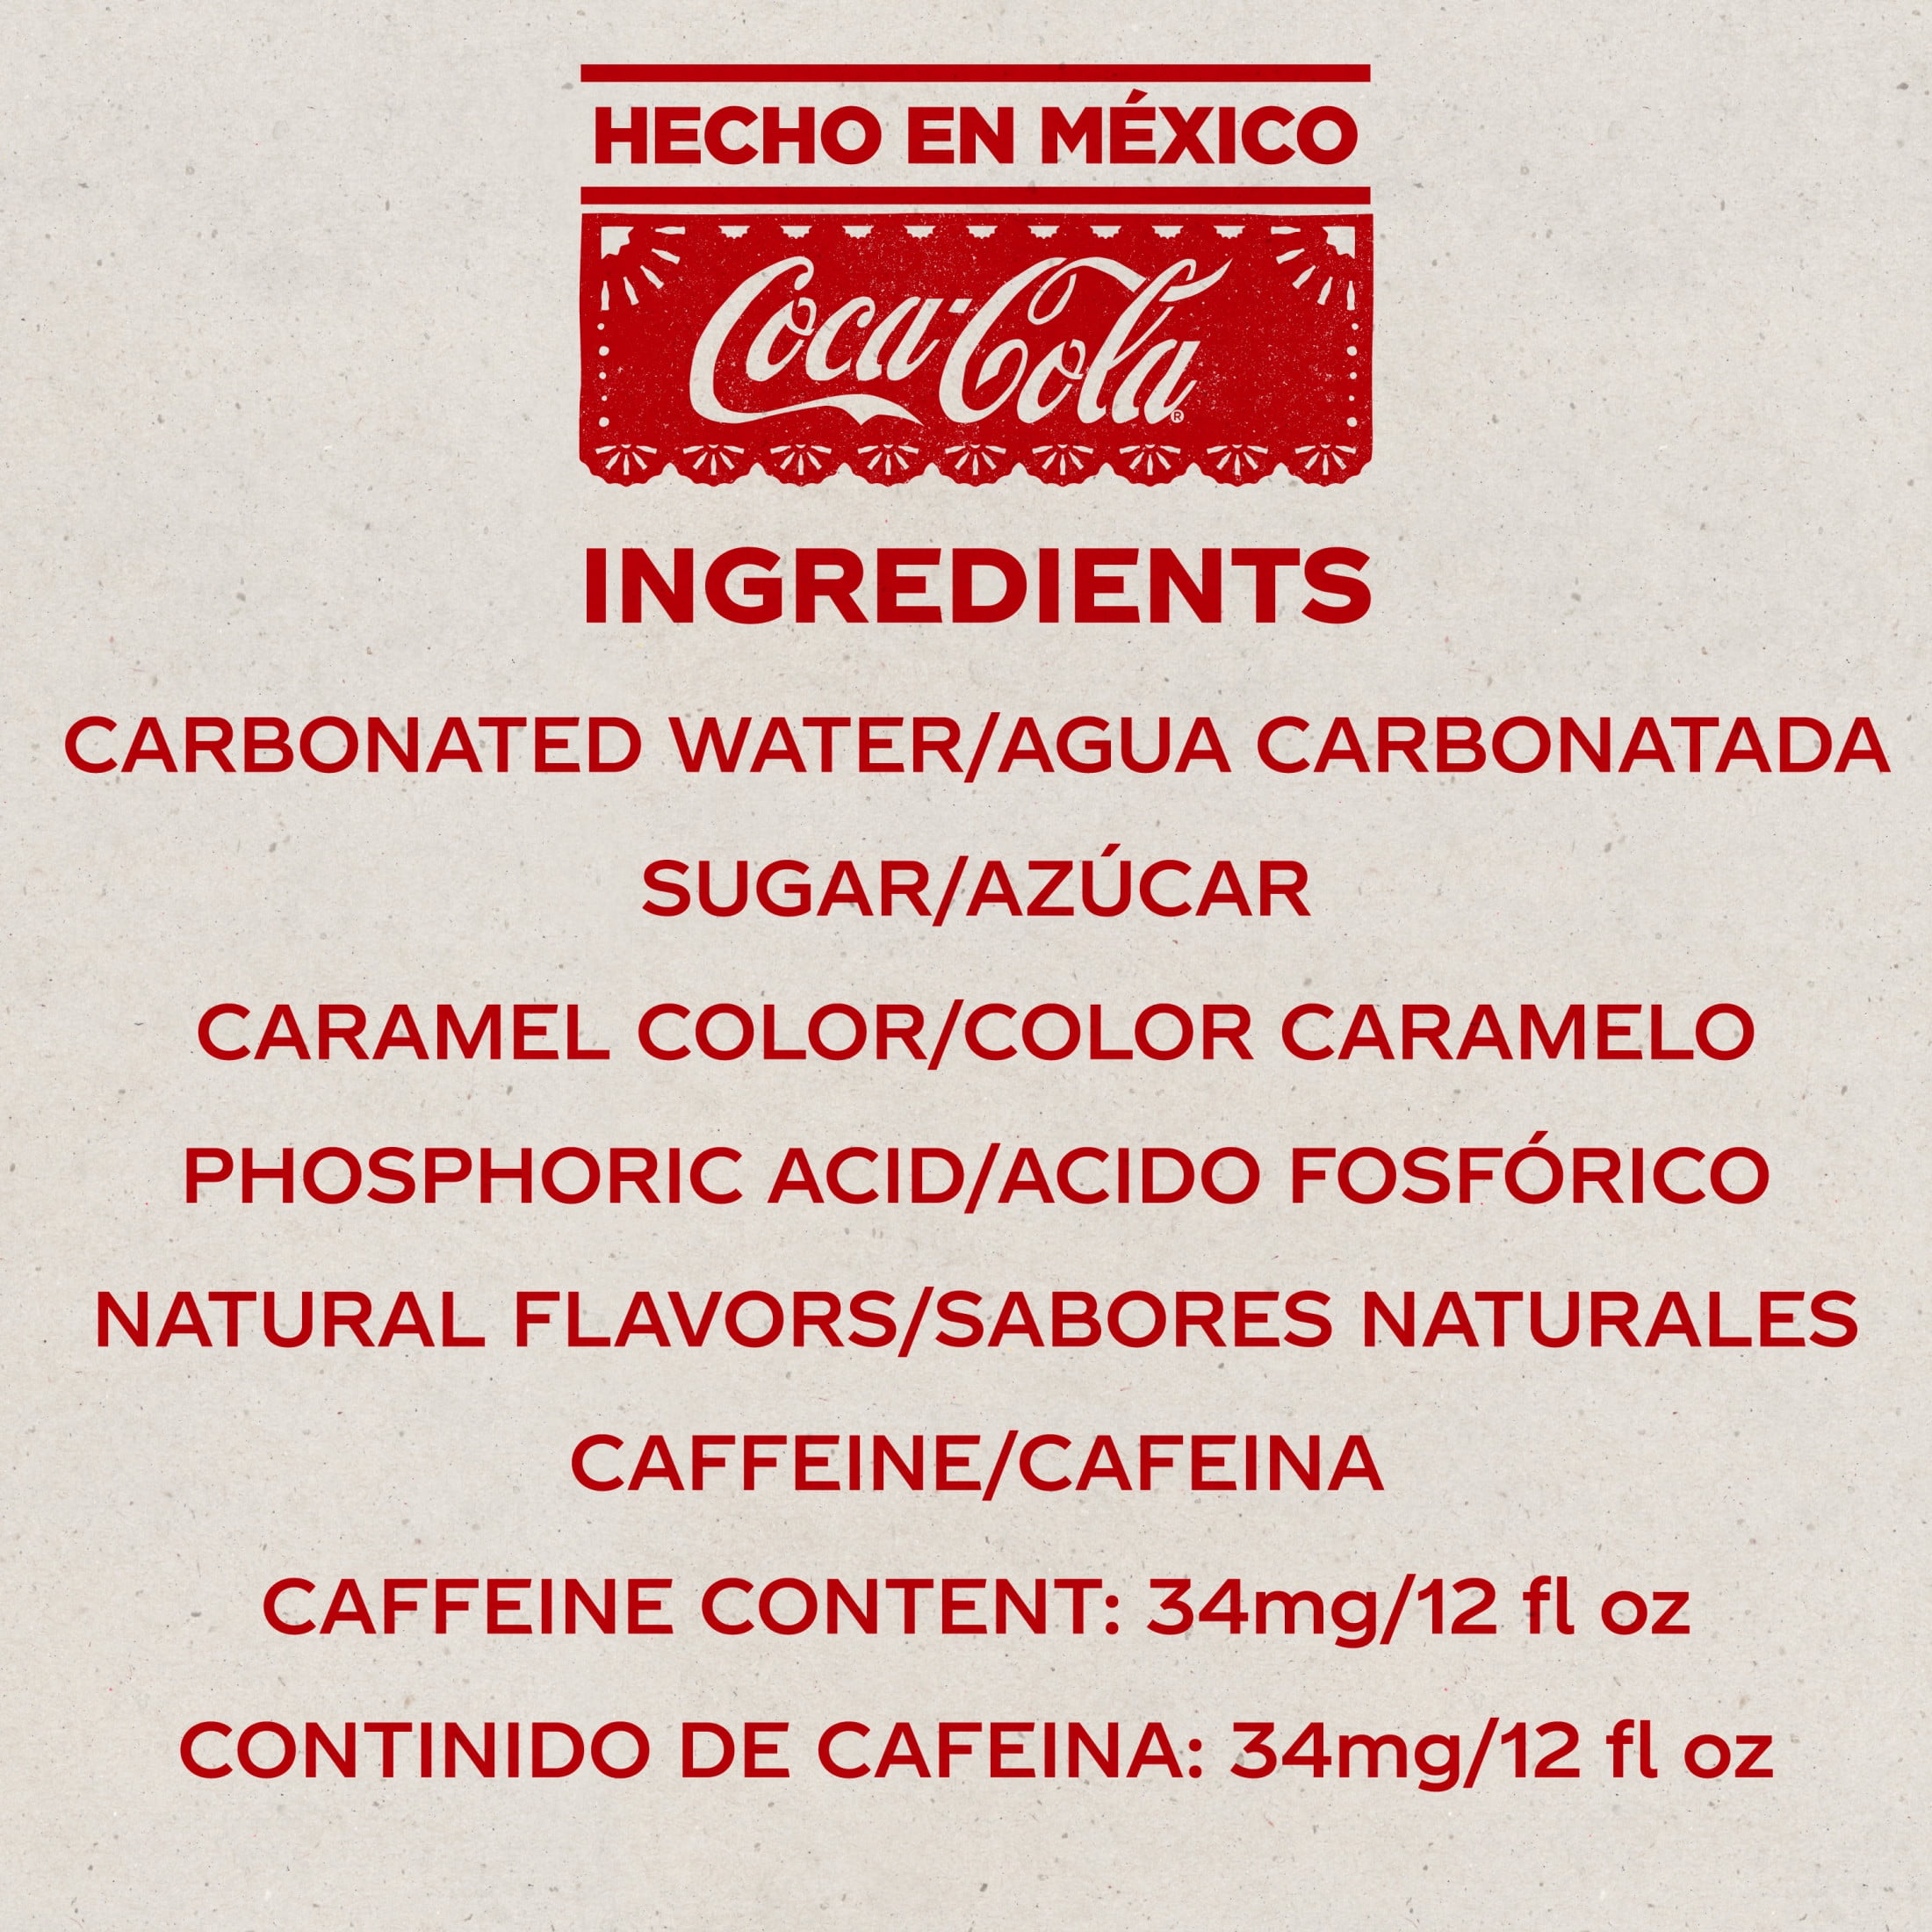 HECHO EN MÉXICO
Coca-Cola®
INGREDIENTS
CARBONATED WATER/AGUA CARBONATADA
SUGAR/AZÚCAR
CARAMEL COLOR/COLOR CARAMELO
PHOSPHORIC ACID/ACIDO FOSFÓRICO
NATURAL FLAVORS/SABORES NATURALES
CAFFEINE/CAFEINA
CAFFEINE CONTENT: 34mg/12 fl oz
CONTINIDO DE CAFEINA: 34mg/12 fl oz